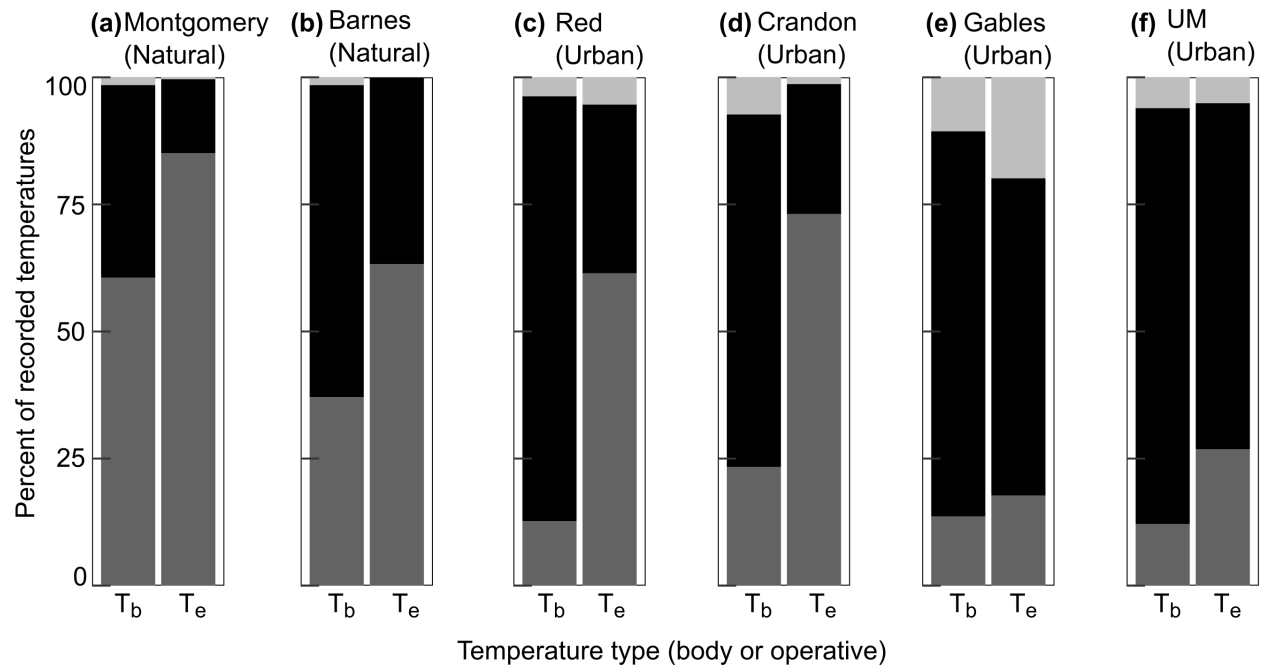 (a) Montgomery
(Natural)
(b) Barnes
(Natural)
(c) Red
(Urban)
(d) Crandon
(Urban)
(e) Gables
(Urban)
(f) UM
(Urban)
Percent of recorded temperatures
100
75
50
25
0
Tb Te
Tb Te
Tb Te
Tb Te
Tb Te
Tb Te
Temperature type (body or operative)